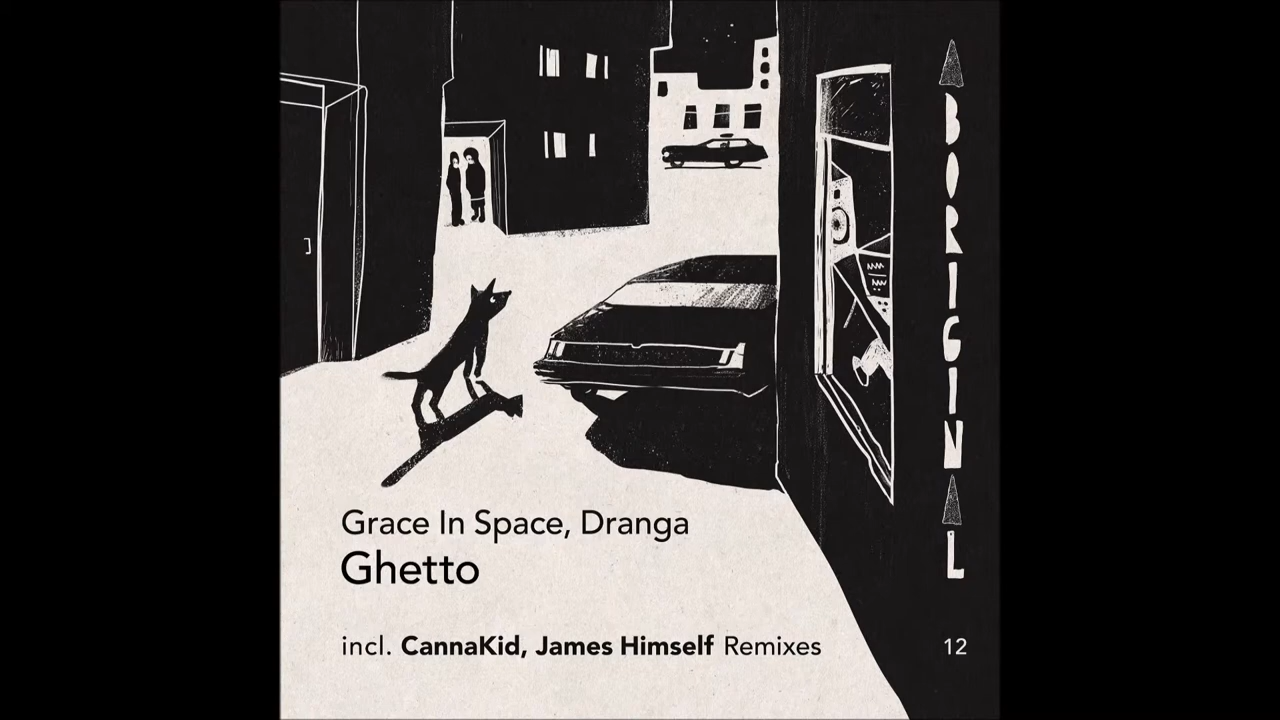 Grace In Space, Dranga
Ghetto
incl. CannaKid, James Himself Remixes
ABORIGINAL
12